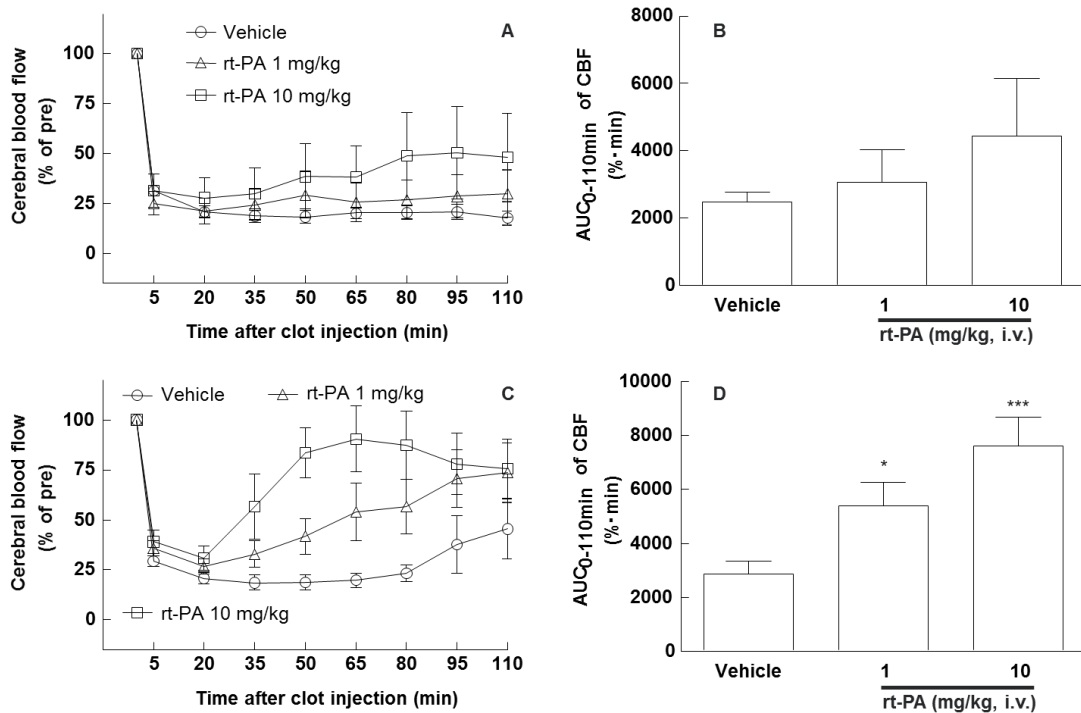 A
Vehicle
rt-PA 1 mg/kg
rt-PA 10 mg/kg
Cerebral blood flow
(% of pre)
100
75
50
25
0
5 20 35 50 65 80 95 110
Time after clot injection (min)
B
AUC0-110min of CBF
(%·min)
8000
6000
4000
2000
0
Vehicle 1 10
rt-PA (mg/kg, i.v.)
C
Vehicle rt-PA 1 mg/kg
Cerebral blood flow
(% of pre)
100
75
50
25
0
rt-PA 10 mg/kg
5 20 35 50 65 80 95 110
Time after clot injection (min)
D
AUC0-110min of CBF
(%·min)
10000
8000
6000
4000
2000
0
*
***
Vehicle 1 10
rt-PA (mg/kg, i.v.)